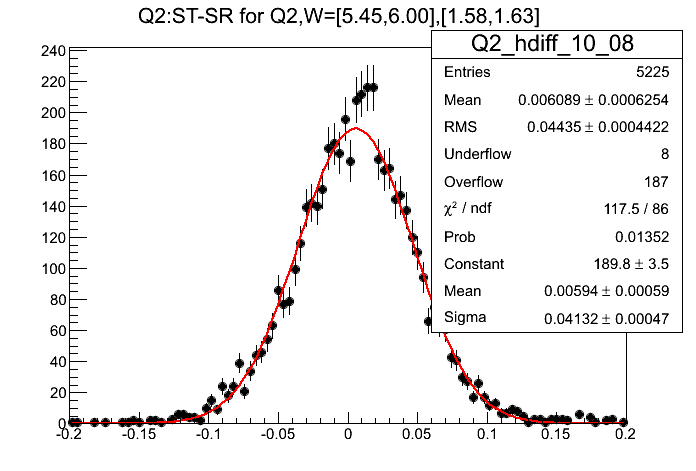 Q2:ST-SR for Q2,W=[5.45,6.00],[1.58,1.63]
Q2_hdiff_10_08
Entries 5225
Mean 0.006089 ± 0.0006254
RMS 0.04435 ± 0.0004422
Underflow 8
Overflow 187
χ² / ndf 117.5 / 86
Prob 0.01352
Constant 189.8 ± 3.5
Mean 0.00594 ± 0.00059
Sigma 0.04132 ± 0.00047
240
220
200
180
160
140
120
100
80
60
40
20
0
-0.2 -0.15 -0.1 -0.05 0 0.05 0.1 0.15 0.2